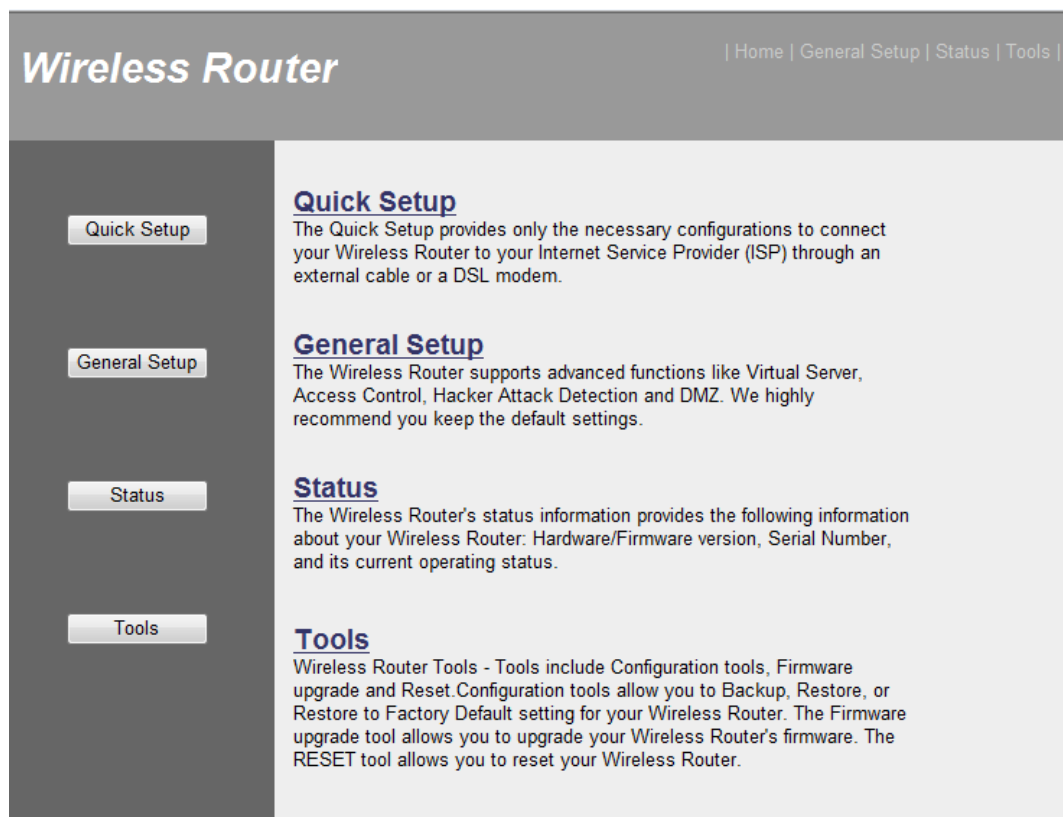 Wireless Router
| Home | General Setup | Status | Tools |
Quick Setup
General Setup
Status
Tools
Quick Setup
The Quick Setup provides only the necessary configurations to connect
your Wireless Router to your Internet Service Provider (ISP) through an
external cable or a DSL modem.
General Setup
The Wireless Router supports advanced functions like Virtual Server,
Access Control, Hacker Attack Detection and DMZ. We highly
recommend you keep the default settings.
Status
The Wireless Router's status information provides the following information
about your Wireless Router: Hardware/Firmware version, Serial Number,
and its current operating status.
Tools
Wireless Router Tools - Tools include Configuration tools, Firmware
upgrade and Reset.Configuration tools allow you to Backup, Restore, or
Restore to Factory Default setting for your Wireless Router. The Firmware
upgrade tool allows you to upgrade your Wireless Router's firmware. The
RESET tool allows you to reset your Wireless Router.